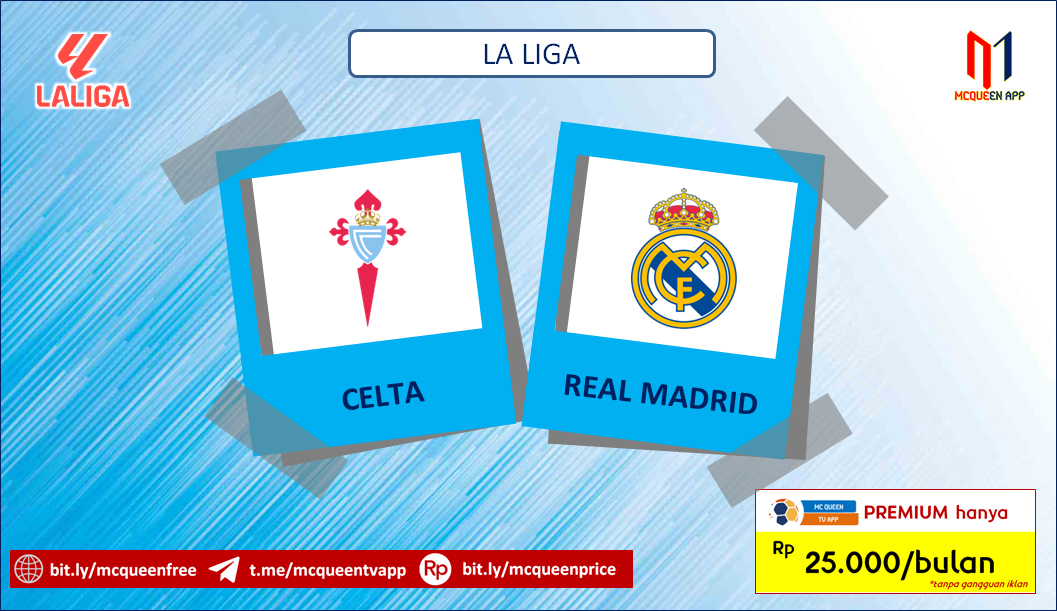 LALIGA
LA LIGA
MCQUEEN APP
CELTA
REAL MADRID
MC QUEEN
TV APP
PREMIUM hanya
Rp 25.000/bulan
*tanpa gangguan iklan
bit.ly/mcqueenfree
t.me/mcqueentvapp
Rp
bit.ly/mcqueenprice